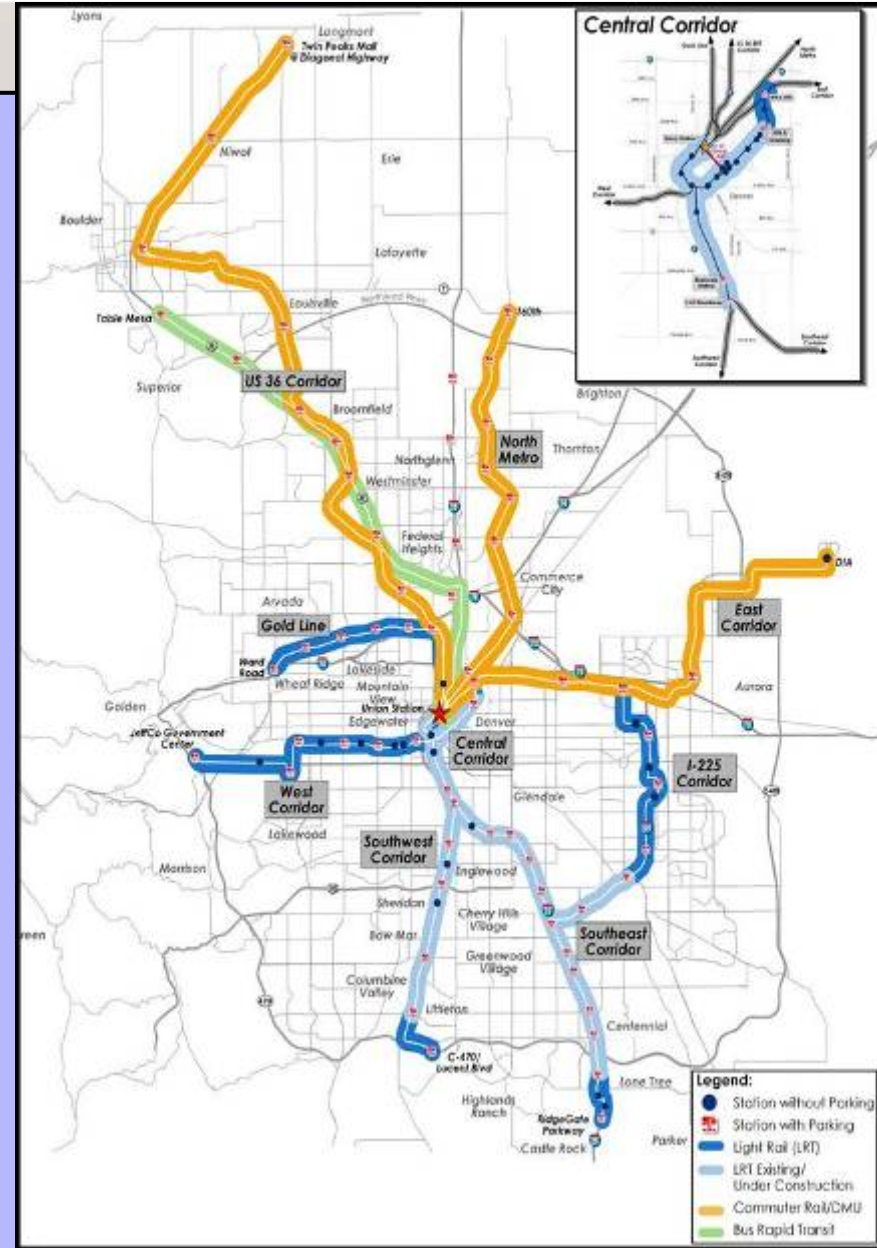 Lyons
Longmont
Twin Peaks Mall
Diagonal Highway
Niwot
Erie
Boulder
Lafayette
Louisville
Northwest Pkwy
Table Mesa
160th
US 36 Corridor
Superior
Broomfield
Brighton
North
Metro
Northglenn
Thornton
Westminster
Federal
Heights
Commerce
City
DIA
East
Corridor
Arvada
Gold Line
Ward
Road
Lakeside
Wheat Ridge
Mountain
View
Aurora
Golden
Union Station
Edgewater
Denver
JeffCo Government
Center
Central
Corridor
I-225
Corridor
West
Corridor
Glendale
Lakewood
Southwest
Corridor
Morrison
Englewood
Sheridan
Cherry Hills
Village
Bow Mar
Southeast
Corridor
Greenwood
Village
Columbine
Valley
Littleton
Centennial
C-470/
Lucent Blvd
Lone Tree
Highlands
Ranch
RidgeGate
Parkway
Castle Rock
Parker
Central Corridor
Legend:
Station without Parking
Station with Parking
Light Rail (LRT)
LRT Existing/
Under Construction
Commuter Rail/DMU
Bus Rapid Transit